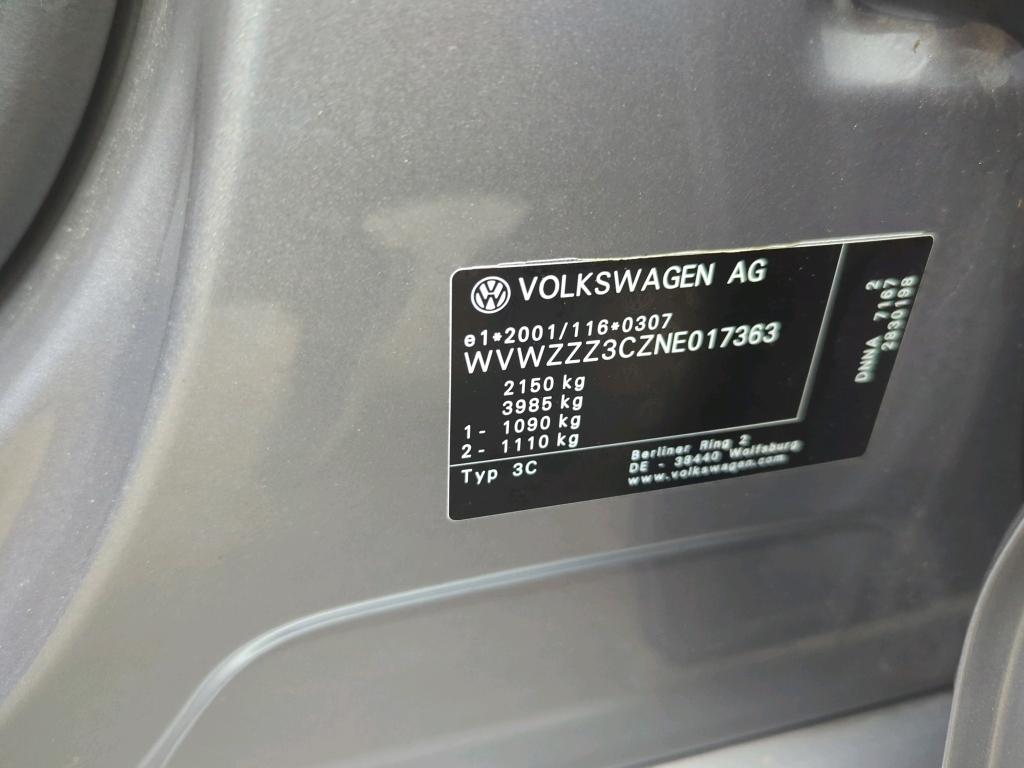 VOLKSWAGEN AG
e1*2001/116*0307
WVWZZZ3CZNE017363
2150 kg
3985 kg
1- 1090 kg
2- 1110 kg
Typ 3C
Berliner Ring 2
DE - 38440 Wolfsburg
www.volkswagen.com
2
DNNA 7167
2830198